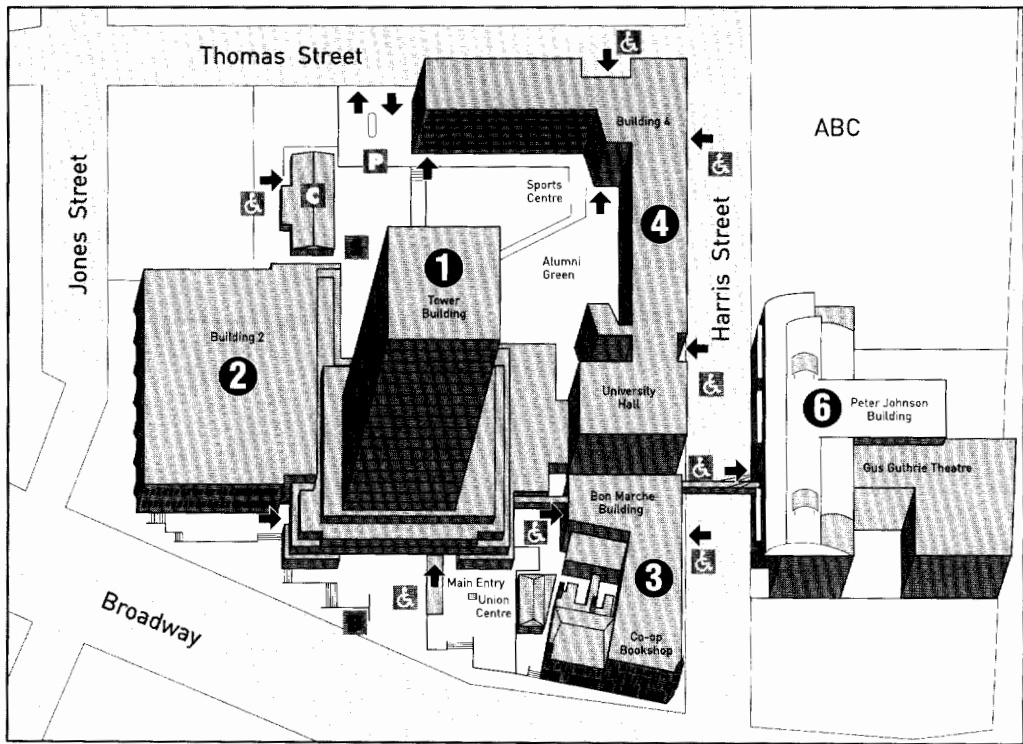 Thomas Street
Building 4
ABC
P
Jones Street
Sports
Centre
4
Harris Street
1
Alumni
Green
Tower
Building
Building 2
2
University
Hall
6
Peter Johnson
Building
Gus Guthrie Theatre
Bon Marche
Building
3
Main Entry
Union
Centre
Broadway
Co-op
Bookshop